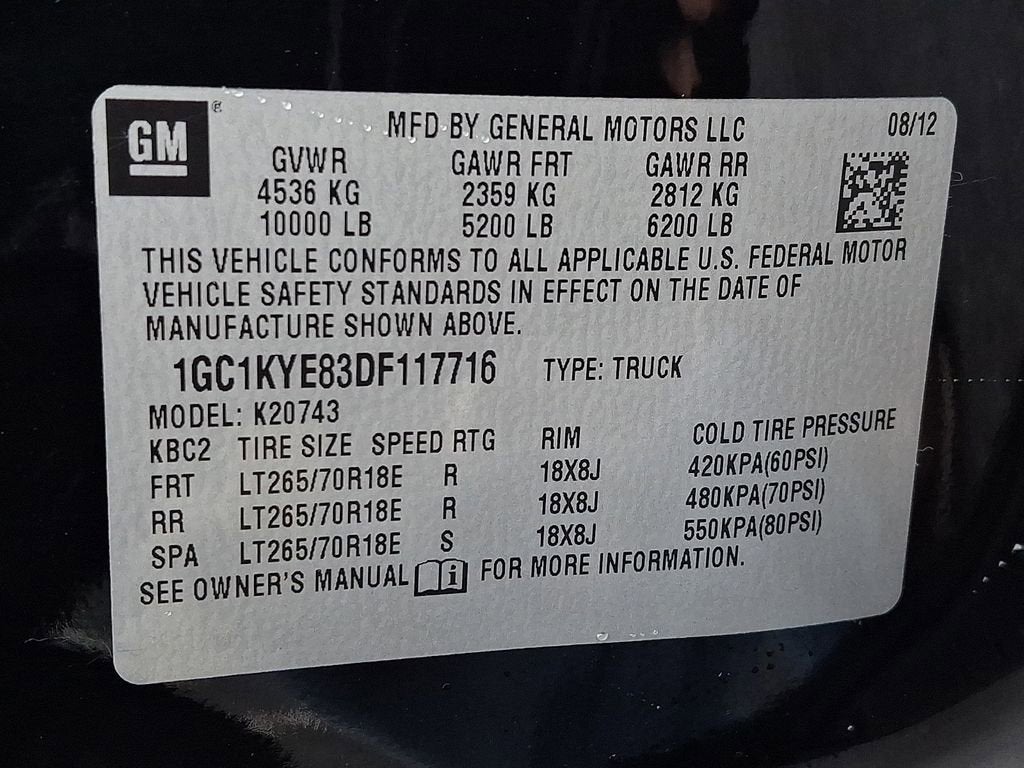 GM ®
MFD BY GENERAL MOTORS LLC 08/12
GVWR GAWR FRT GAWR RR
4536 KG 2359 KG 2812 KG
10000 LB 5200 LB 6200 LB
THIS VEHICLE CONFORMS TO ALL APPLICABLE U.S. FEDERAL MOTOR
VEHICLE SAFETY STANDARDS IN EFFECT ON THE DATE OF
MANUFACTURE SHOWN ABOVE.
1GC1KYE83DF117716 TYPE: TRUCK
MODEL: K20743
KBC2 TIRE SIZE SPEED RTG RIM COLD TIRE PRESSURE
FRT LT265/70R18E R 18X8J 420KPA(60PSI)
RR LT265/70R18E R 18X8J 480KPA(70PSI)
SPA LT265/70R18E S 18X8J 550KPA(80PSI)
SEE OWNER'S MANUAL i FOR MORE INFORMATION.